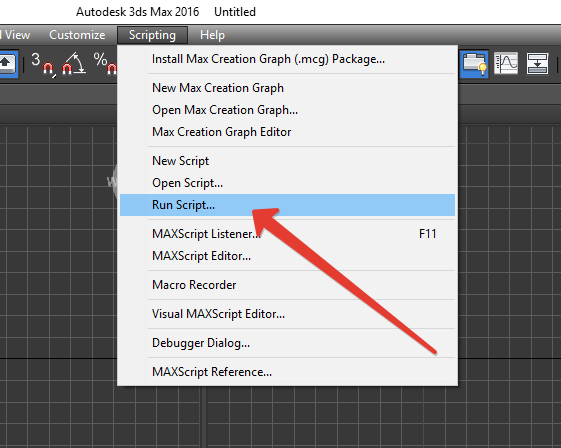 Autodesk 3ds Max 2016 Untitled
View Customize Scripting Help
3 %
Install Max Creation Graph (.mcg) Package...
New Max Creation Graph
Open Max Creation Graph...
Max Creation Graph Editor
New Script
Open Script...
Run Script...
MAXScript Listener... F11
MAXScript Editor...
Macro Recorder
Visual MAXScript Editor...
Debugger Dialog...
MAXScript Reference...